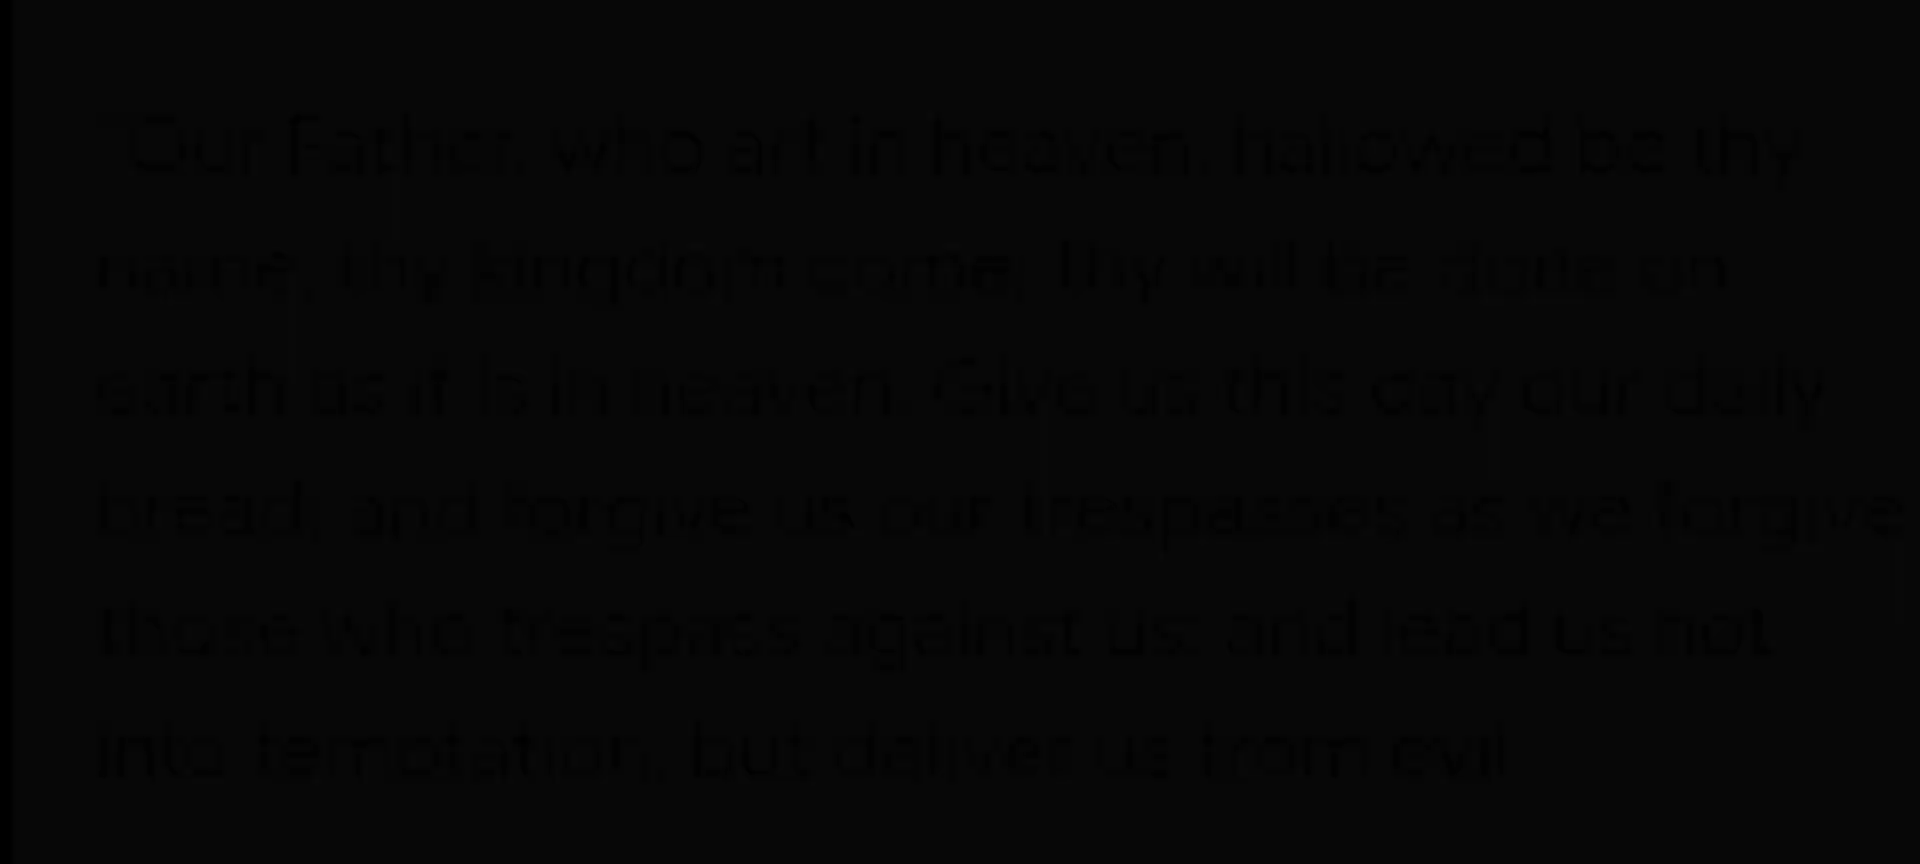 "Our Father, who art in heaven, hallowed be thy
name; thy kingdom come; thy will be done on
earth as it is in heaven. Give us this day our daily
bread; and forgive us our trespasses as we forgive
those who trespass against us; and lead us not
into temptation, but deliver us from evil